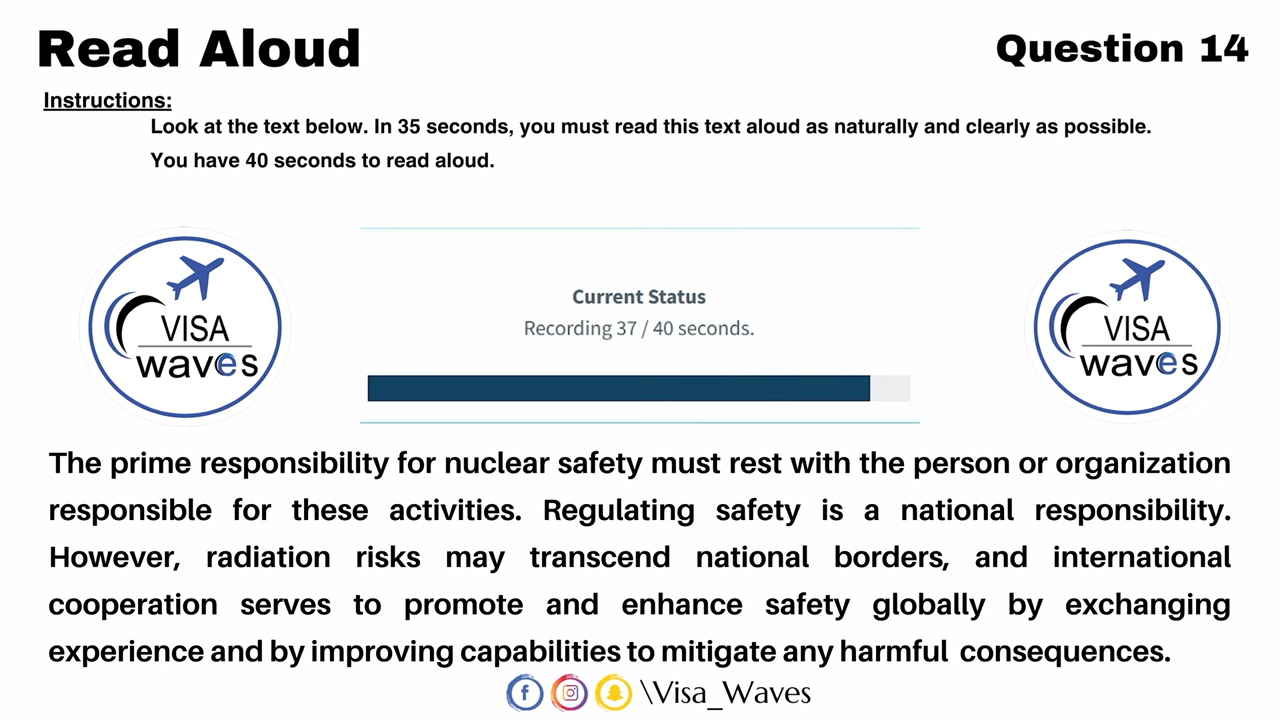 Read Aloud
Question 14
Instructions:
Look at the text below. In 35 seconds, you must read this text aloud as naturally and clearly as possible.
You have 40 seconds to read aloud.
VISA
waves
Current Status
Recording 37 / 40 seconds.
VISA
waves
The prime responsibility for nuclear safety must rest with the person or organization
responsible for these activities. Regulating safety is a national responsibility.
However, radiation risks may transcend national borders, and international
cooperation serves to promote and enhance safety globally by exchanging
experience and by improving capabilities to mitigate any harmful consequences.
\Visa_Waves